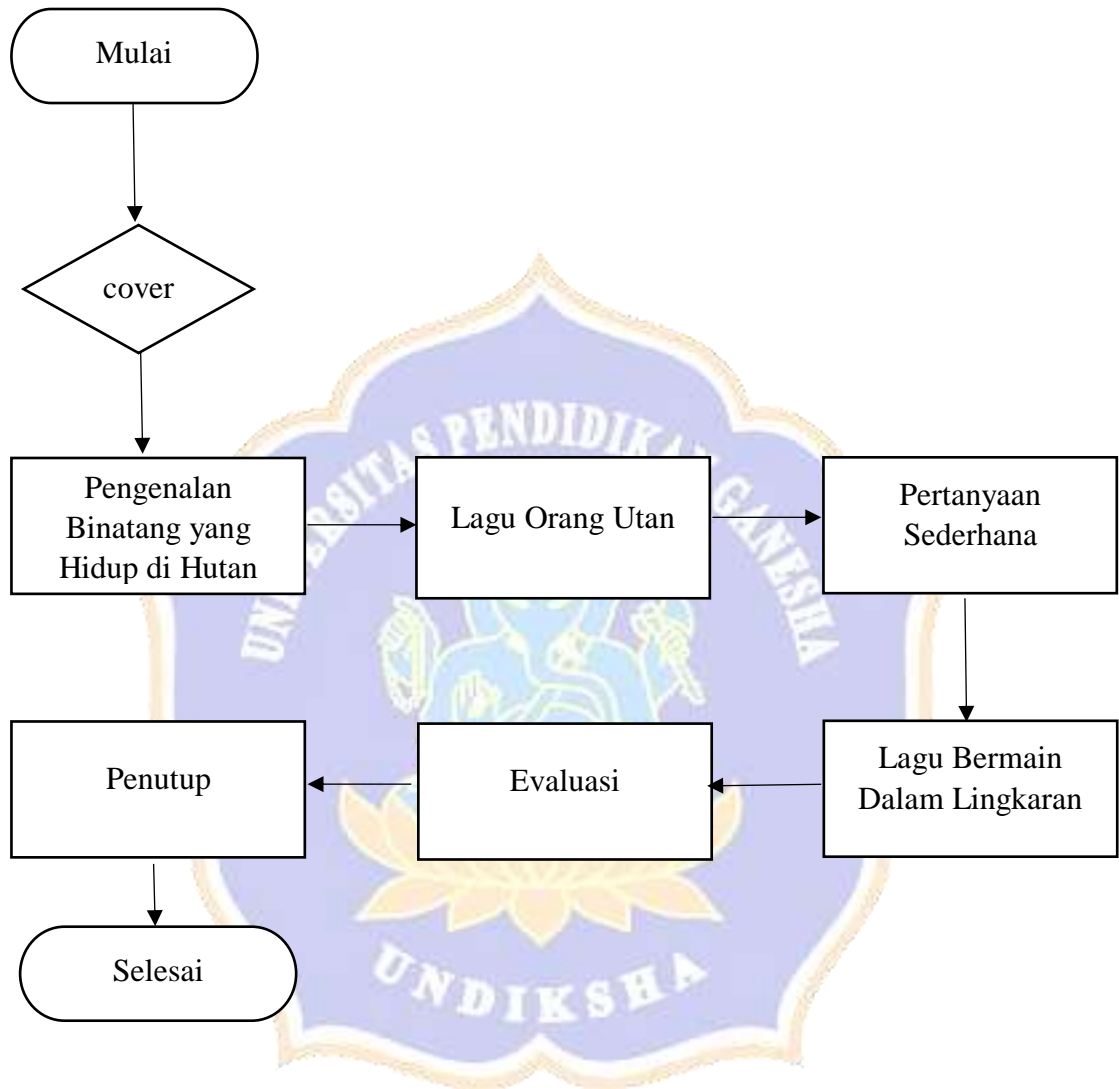 Mulai
cover
Pengenalan
Binatang yang
Hidup di Hutan
Lagu Orang Utan
Pertanyaan
Sederhana
Lagu Bermain
Dalam Lingkaran
Evaluasi
Penutup
Selesai
UNIVERSITAS PENDIDIKAN GANESHA
UNDIKSHA